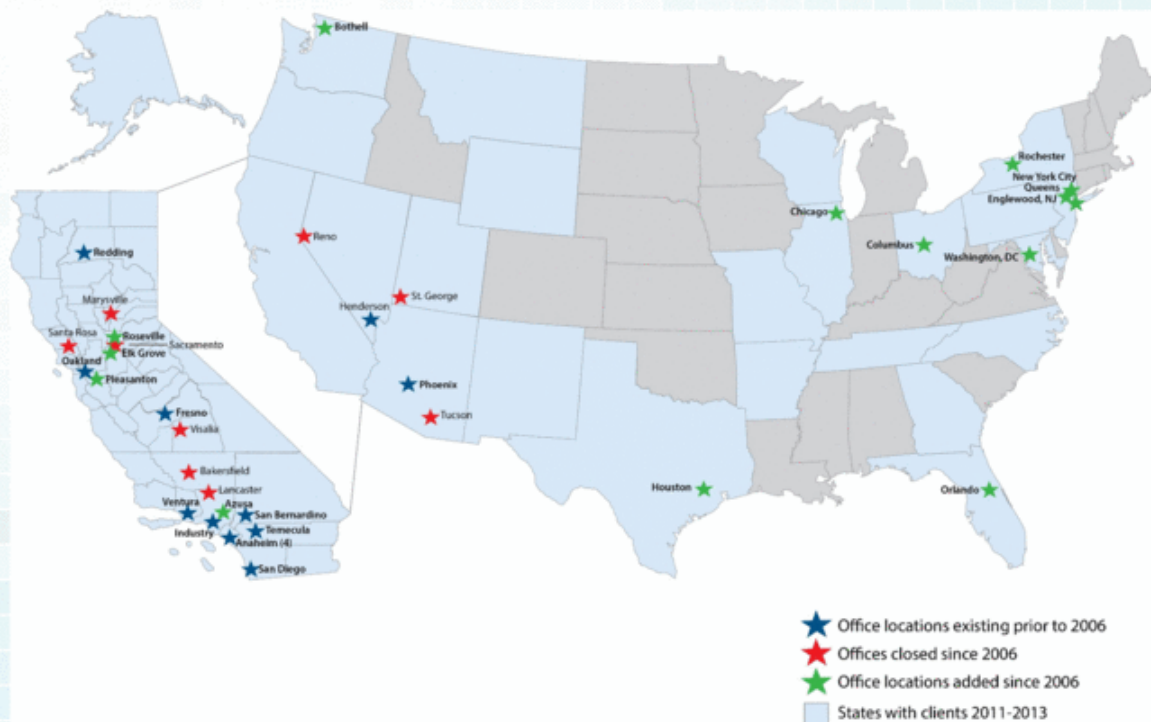 Bothell
Rochester
New York City
Queens
Englewood, NJ
Chicago
Columbus
Washington, DC
Redding
Reno
Marysville
Henderson
St. George
Santa Rosa
Roseville
Sacramento
Elk Grove
Oakland
Pleasanton
Phoenix
Fresno
Tucson
Visalia
Bakersfield
Lancaster
Ventura
Azusa
San Bernardino
Industry
Temecula
Anaheim (4)
San Diego
Houston
Orlando
Office locations existing prior to 2006
Offices closed since 2006
Office locations added since 2006
States with clients 2011-2013